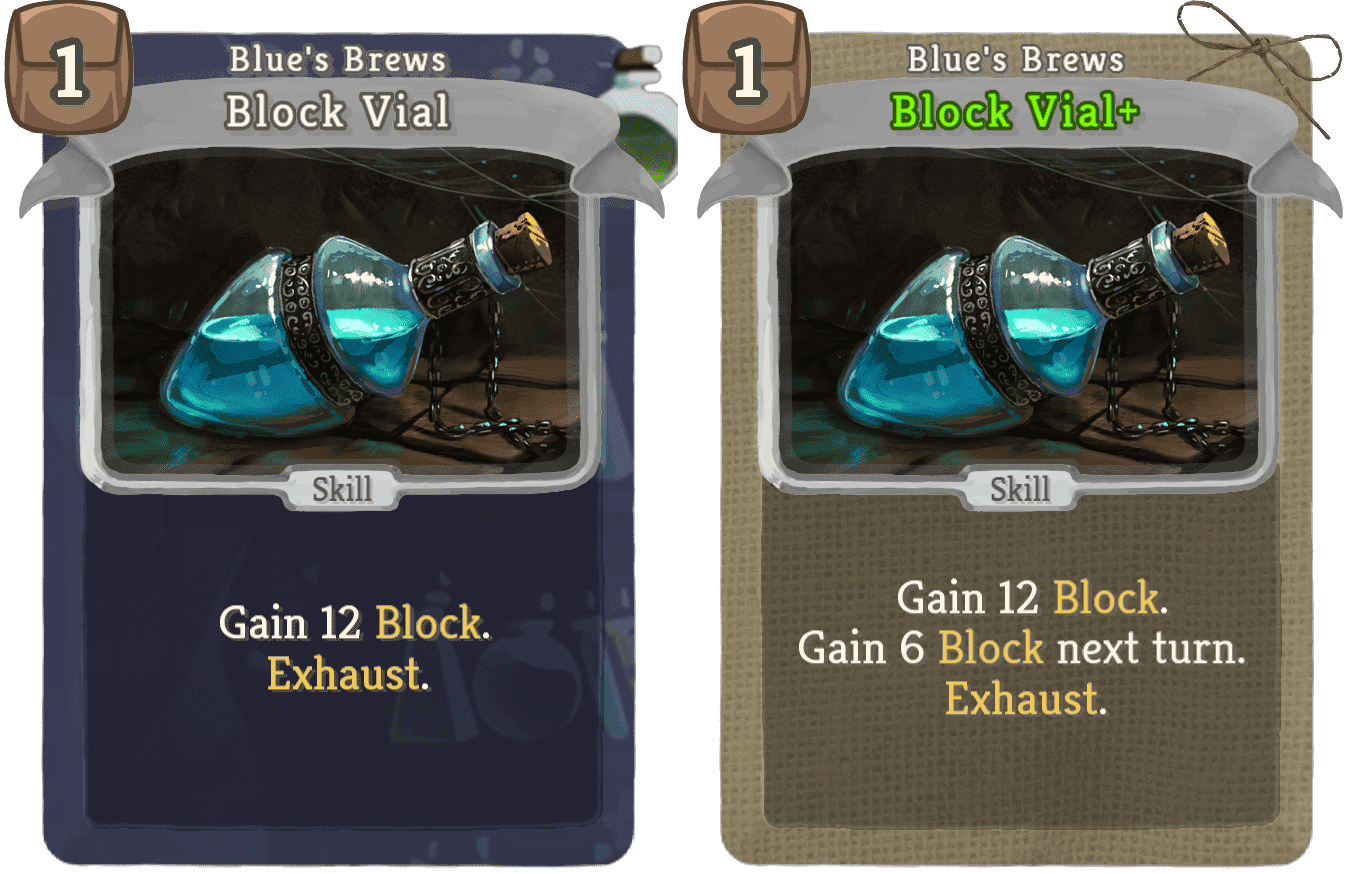 1
Blue's Brews
Block Vial
Skill
Gain 12 Block.
Exhaust.
1
Blue's Brews
Block Vial+
Skill
Gain 12 Block.
Gain 6 Block next turn.
Exhaust.